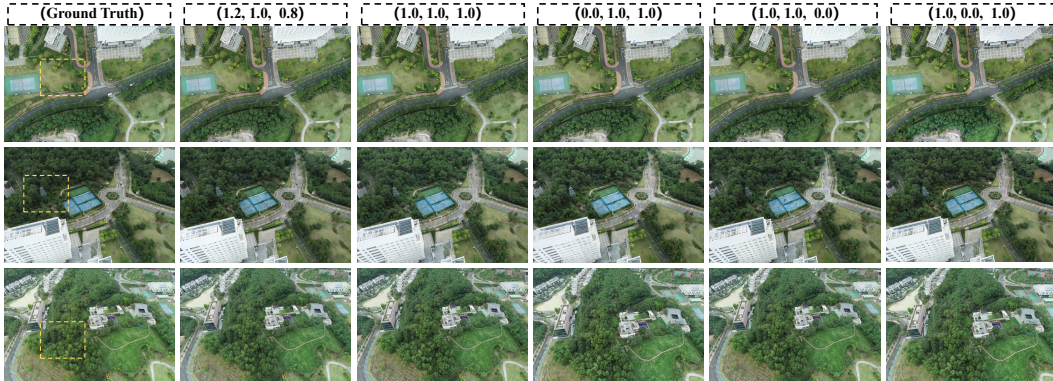 (Ground Truth)
(1.2, 1.0, 0.8)
(1.0, 1.0, 1.0)
(0.0, 1.0, 1.0)
(1.0, 1.0, 0.0)
(1.0, 0.0, 1.0)